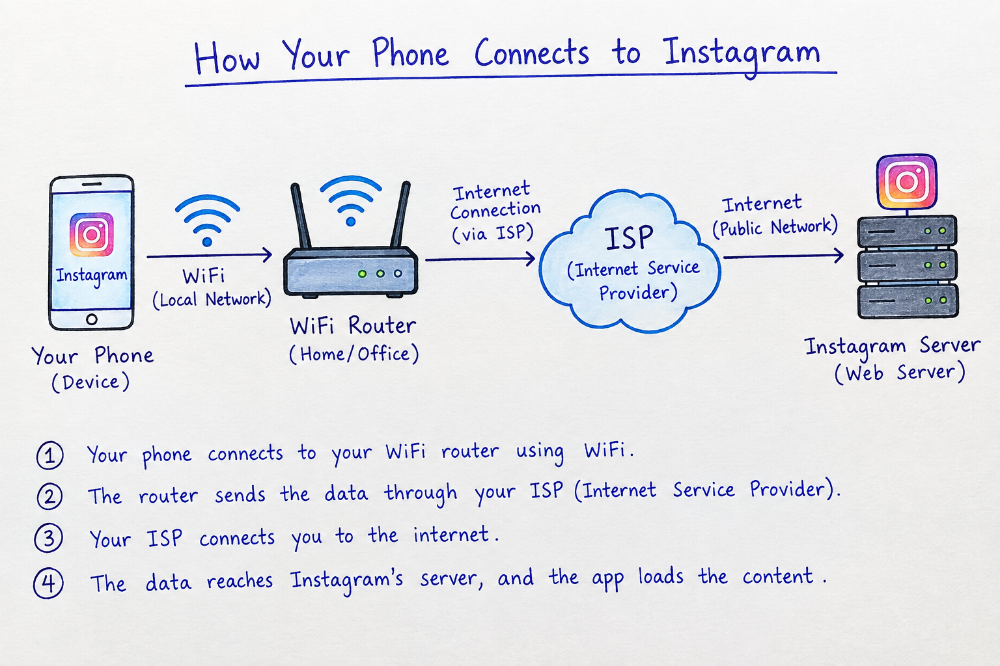 How Your Phone Connects to Instagram
Instagram
Your Phone
(Device)
WiFi
(Local Network)
WiFi Router
(Home/Office)
Internet
Connection
(via ISP)
ISP
(Internet Service
Provider)
Internet
(Public Network)
Instagram Server
(Web Server)
1 Your phone connects to your WiFi router using WiFi.
2 The router sends the data through your ISP (Internet Service Provider).
3 Your ISP connects you to the internet.
4 The data reaches Instagram's server, and the app loads the content.